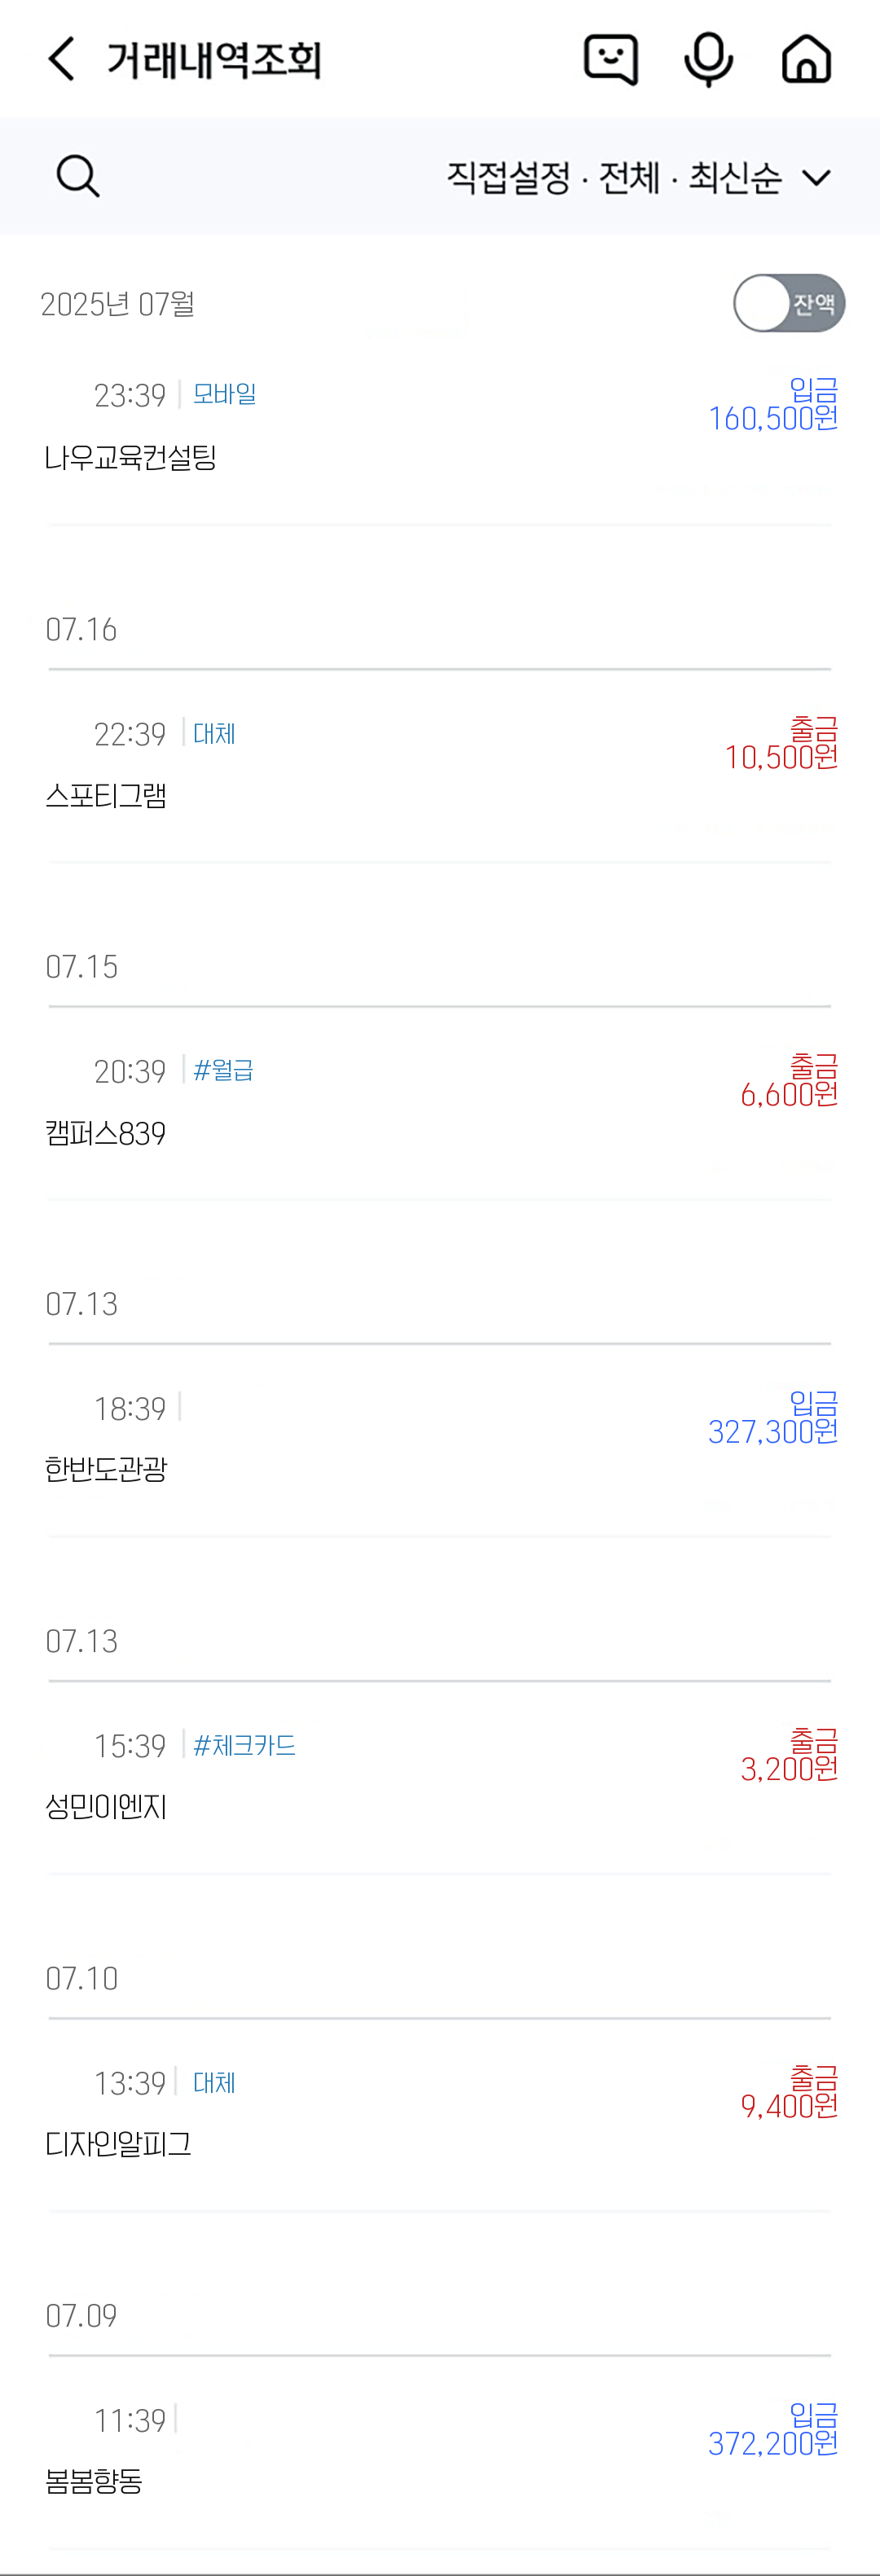 거래내역조회
직접설정 · 전체 · 최신순
2025년 07월 잔액
23:39 모바일 입금
160,500원
나우교육컨설팅
07.16
22:39 대체 출금
10,500원
스포티그램
07.15
20:39 #월급 출금
6,600원
캠퍼스839
07.13
18:39 입금
327,300원
한반도관광
07.13
15:39 #체크카드 출금
3,200원
성민이엔지
07.10
13:39 대체 출금
9,400원
디자인알피그
07.09
11:39 입금
372,200원
봄봄향동